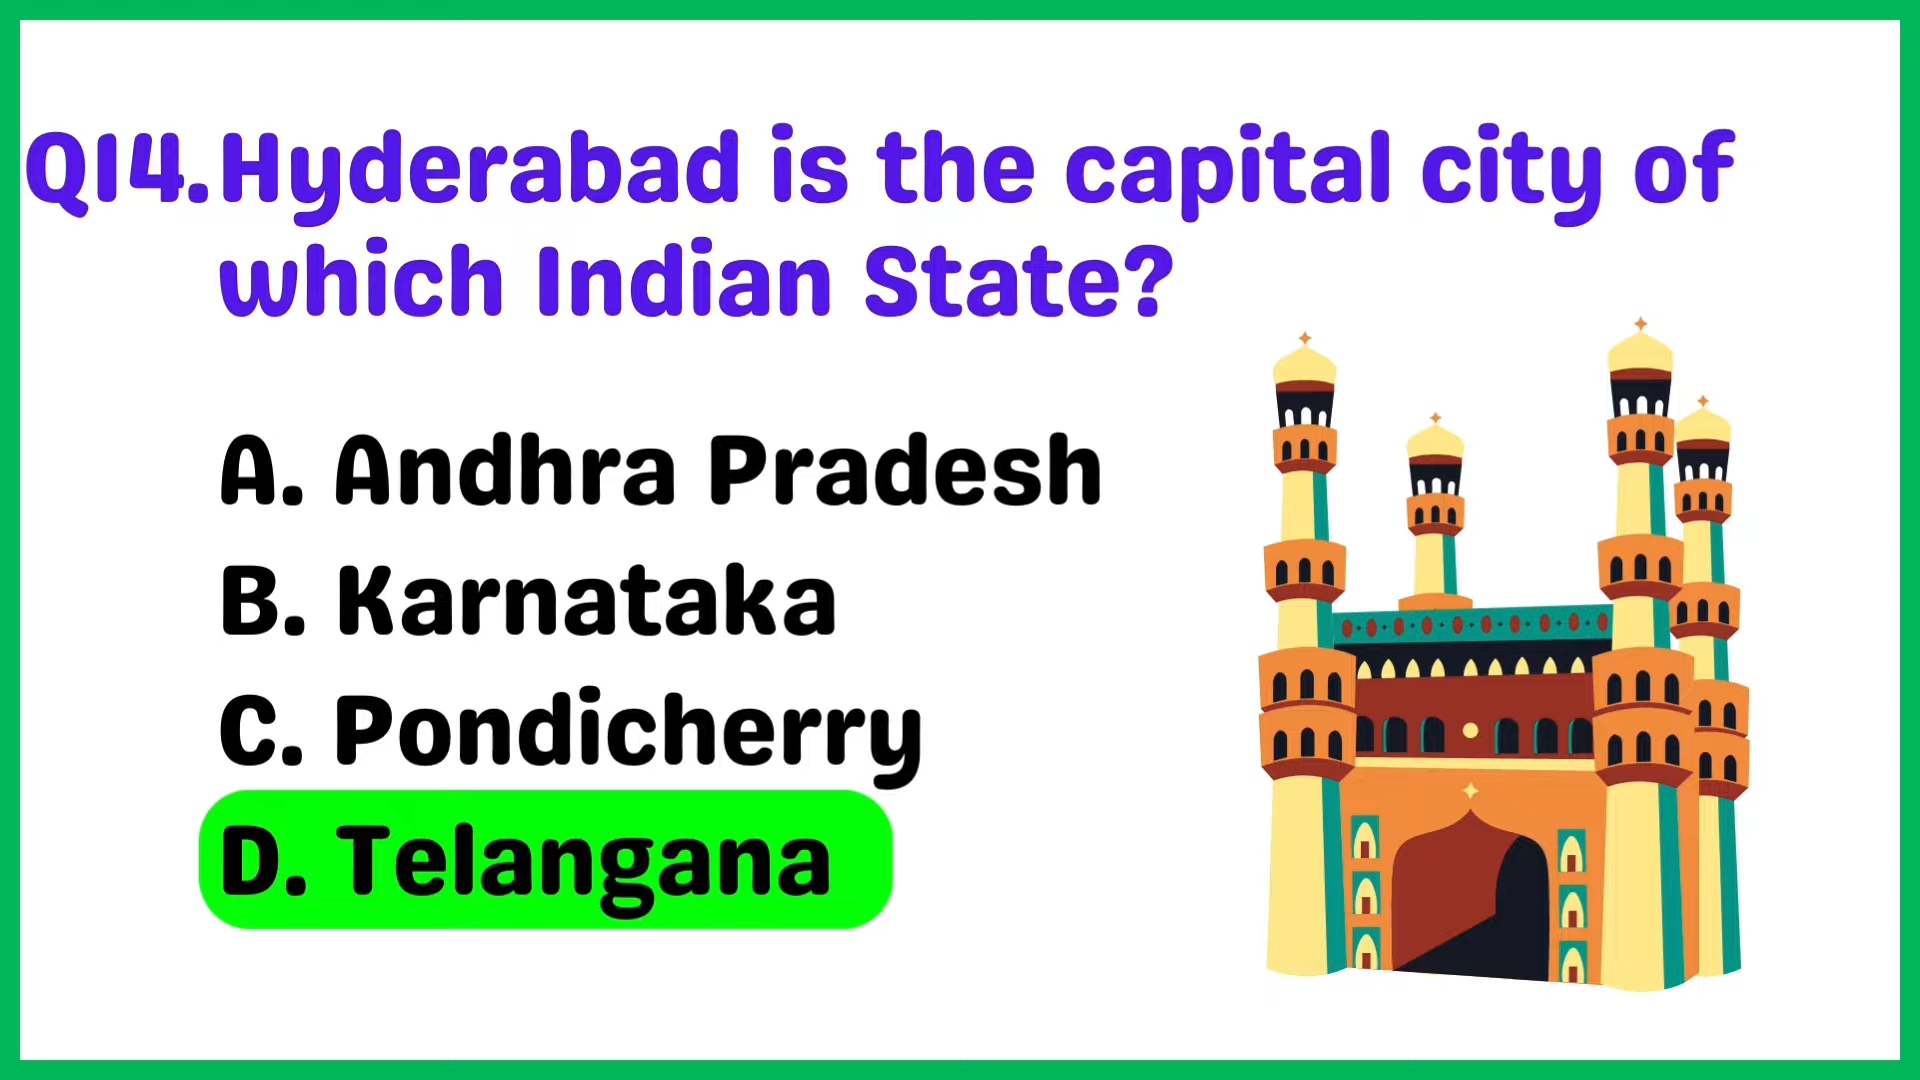 Q14. Hyderabad is the capital city of
which Indian State?
A. Andhra Pradesh
B. Karnataka
C. Pondicherry
D. Telangana